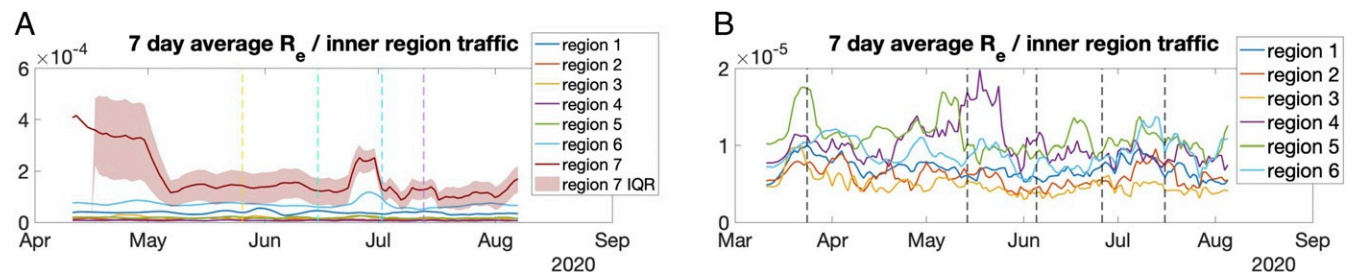 A
7 day average Re / inner region traffic
×10-4
6
4
2
0
Apr
May
Jun
Jul
Aug
Sep
2020
region 1
region 2
region 3
region 4
region 5
region 6
region 7
region 7 IQR
B
7 day average Re / inner region traffic
×10-5
2
1
0
Mar
Apr
May
Jun
Jul
Aug
Sep
2020
region 1
region 2
region 3
region 4
region 5
region 6